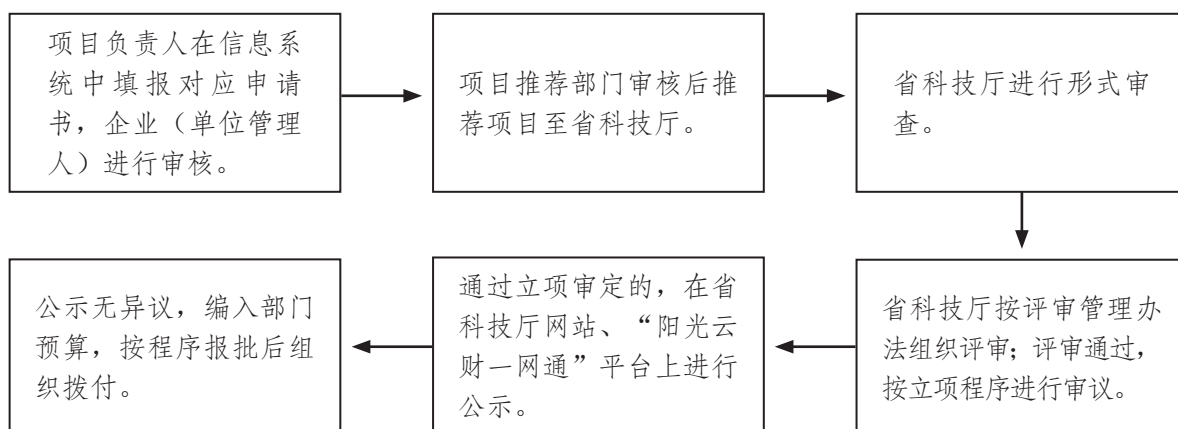 项目负责人在信息系
统中填报对应申请
书，企业（单位管理
人）进行审核。
项目推荐部门审核后推
荐项目至省科技厅。
省科技厅进行形式审
查。
省科技厅按评审管理办
法组织评审；评审通过，
按立项程序进行审议。
通过立项审定的，在省
科技厅网站、“阳光云
财一网通”平台上进行
公示。
公示无异议，编入部门
预算，按程序报批后组
织拨付。